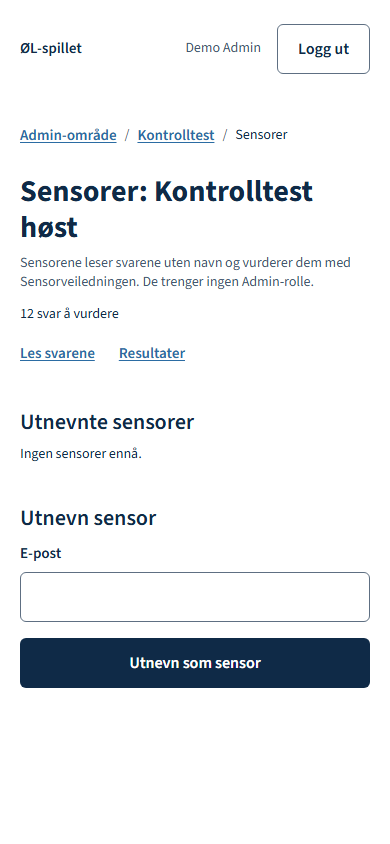 ØL-spillet
Demo Admin
Logg ut
Admin-område / Kontrolltest / Sensorer
Sensorer: Kontrolltest
høst
Sensorene leser svarene uten navn og vurderer dem med
Sensorveiledningen. De trenger ingen Admin-rolle.
12 svar å vurdere
Les svarene
Resultater
Utnevnte sensorer
Ingen sensorer ennå.
Utnevn sensor
E-post
Utnevn som sensor